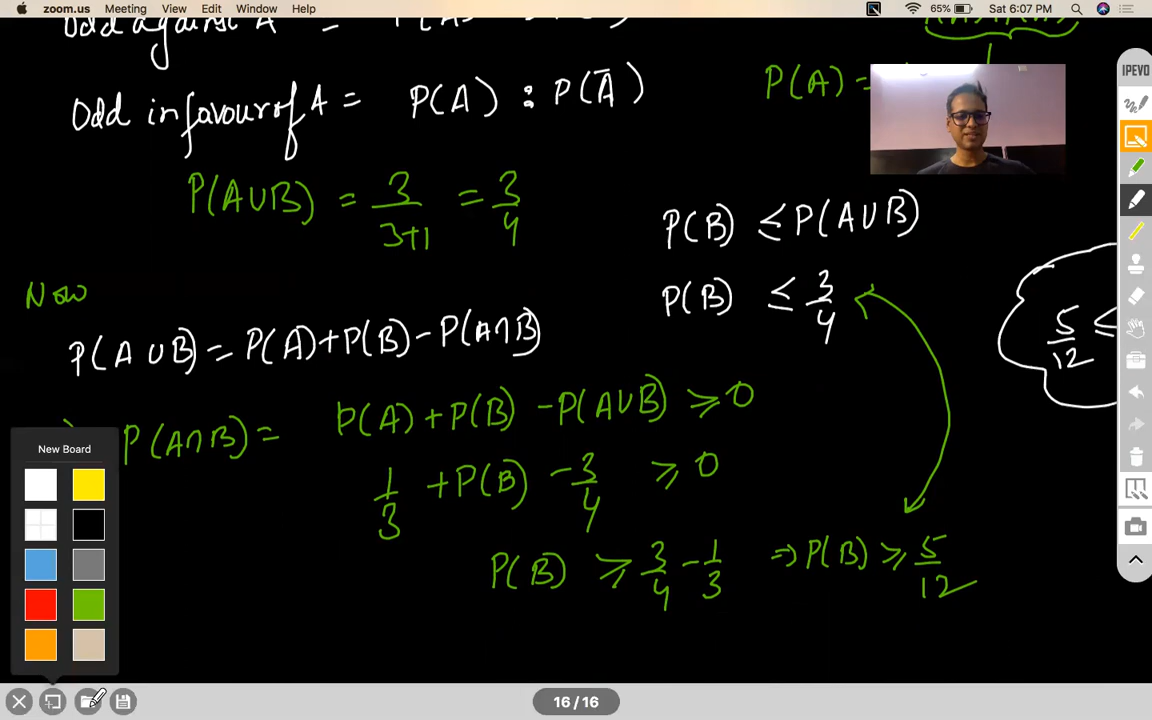 zoom.us Meeting View Edit Window Help 65% Sat 6:07 PM
Odd against A =
Odd in favour of A = P(A) : P(Ā)
P(A) =
IPEVO
P(A∪B) = 3/(3+1) = 3/4
P(B) ≤ P(A∪B)
P(B) ≤ 3/4
5/12 ≤
Now
P(A∪B) = P(A)+P(B)-P(A∩B)
P(A∩B) = P(A)+P(B)-P(A∪B) ≥ 0
1/3 + P(B) - 3/4 ≥ 0
P(B) ≥ 3/4 - 1/3 ⇒ P(B) ≥ 5/12
New Board
16 / 16